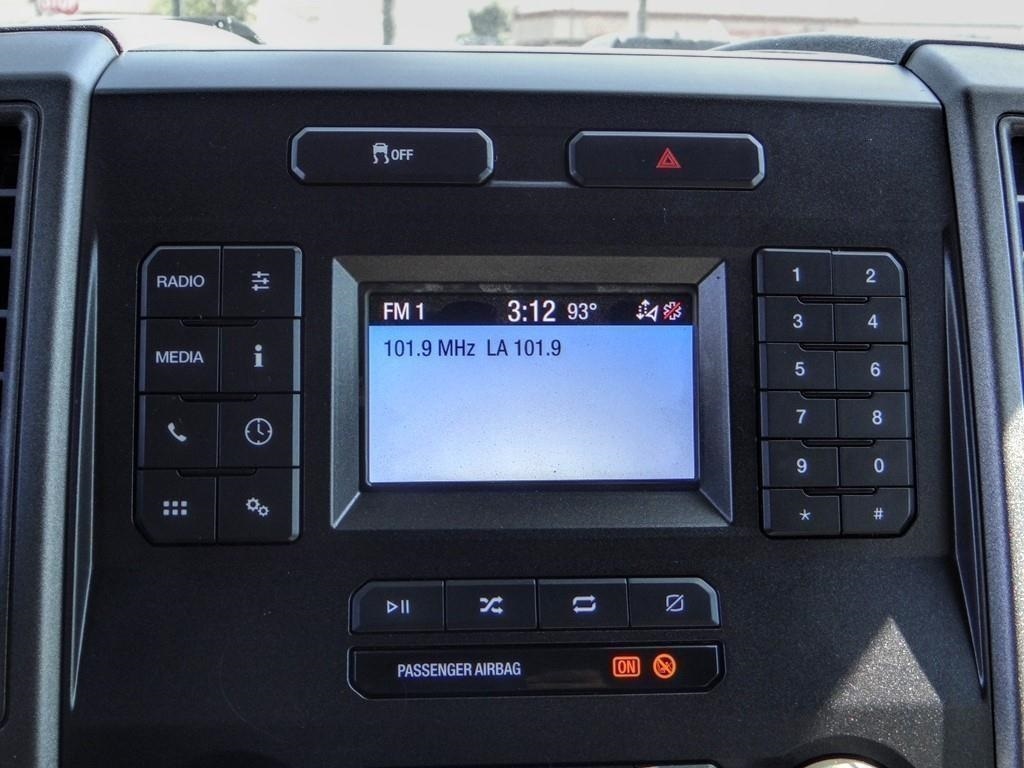 OFF
RADIO
MEDIA
FM 1 3:12 93°
101.9 MHz LA 101.9
1 2
3 4
5 6
7 8
9 0
* #
PASSENGER AIRBAG ON